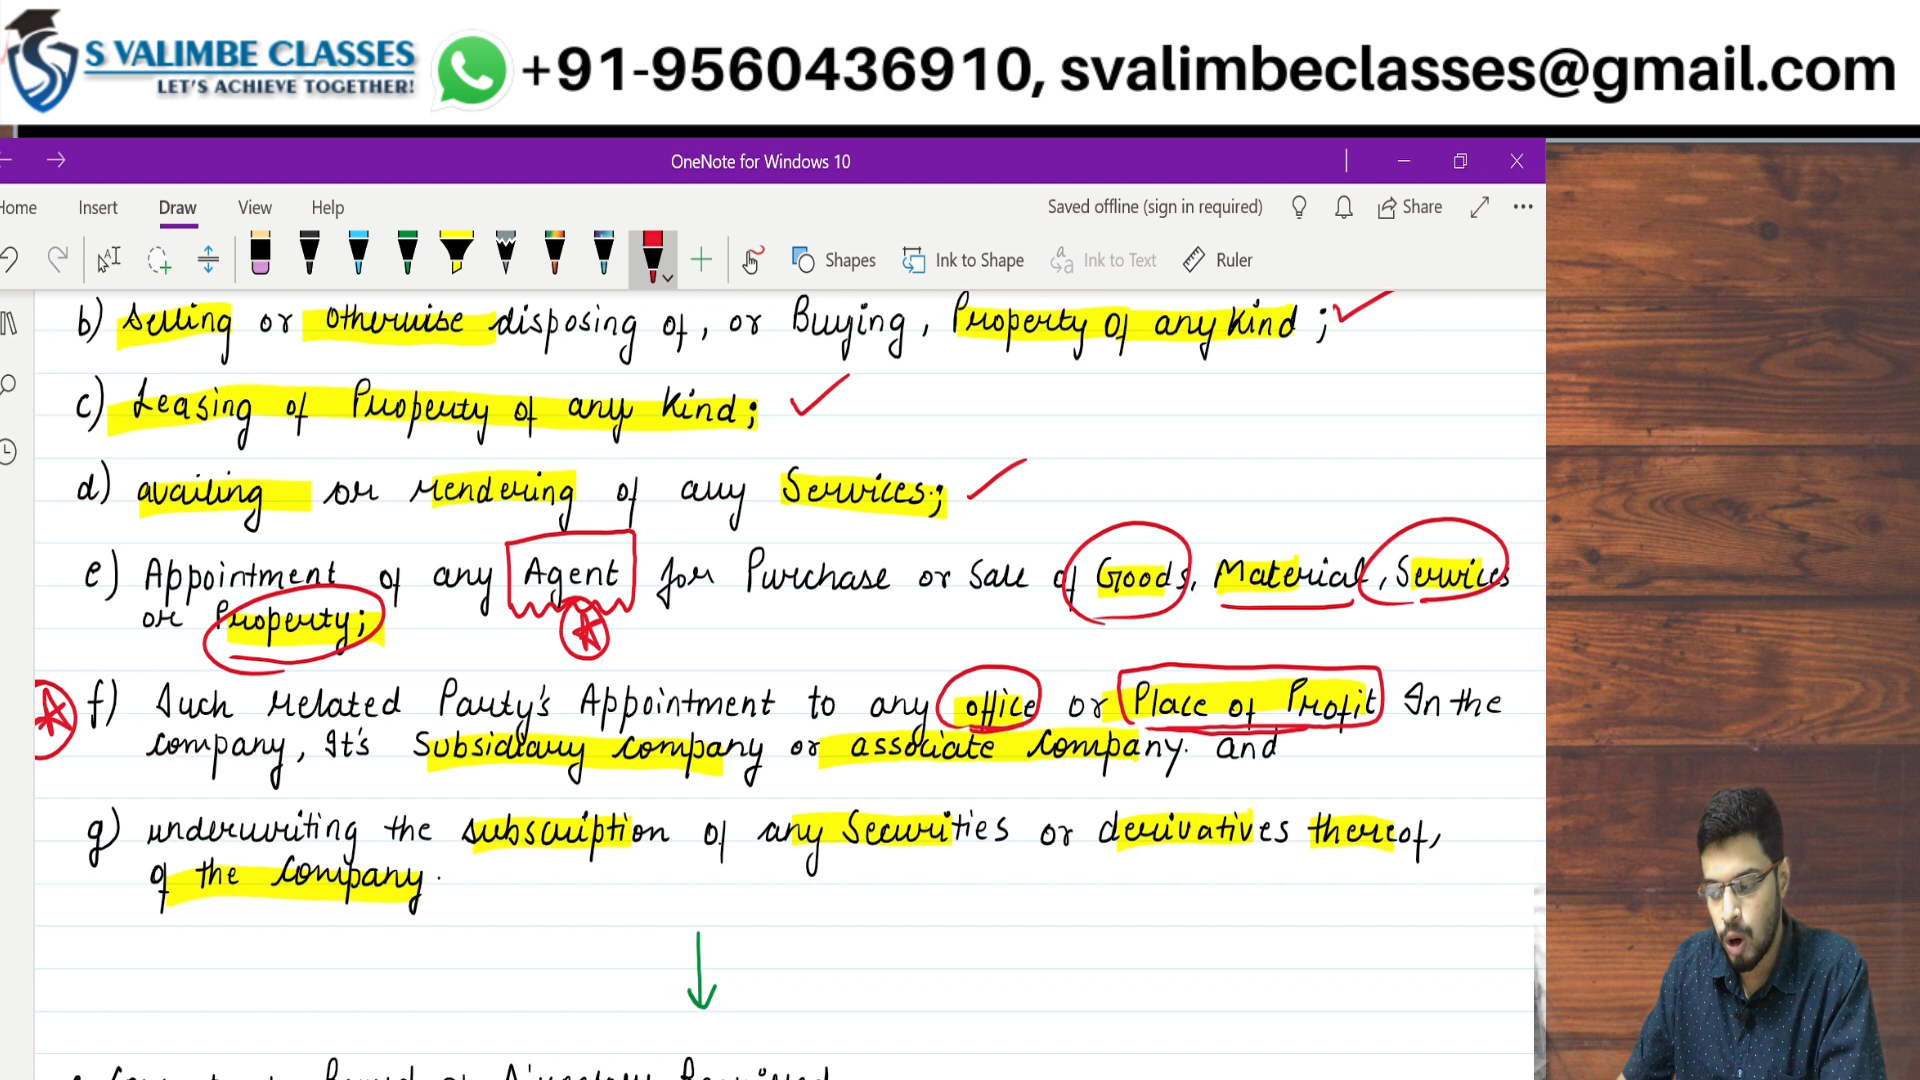 S VALIMBE CLASSES
LET'S ACHIEVE TOGETHER!
+91-9560436910, svalimbeclasses@gmail.com
OneNote for Windows 10
Home Insert Draw View Help
Saved offline (sign in required)
Share
Shapes
Ink to Shape
Ink to Text
Ruler
b) Selling or otherwise disposing of, or Buying, Property of any kind ;
c) Leasing of Property of any kind;
d) availing or rendering of any Services;
e) Appointment of any Agent for Purchase or Sale of Goods, Material, Services
or Property;
f) Such related Party's Appointment to any office or Place of Profit In the
company, It's Subsidiary company or associate company. and
g) underwriting the subscription of any Securities or derivatives thereof,
of the company.